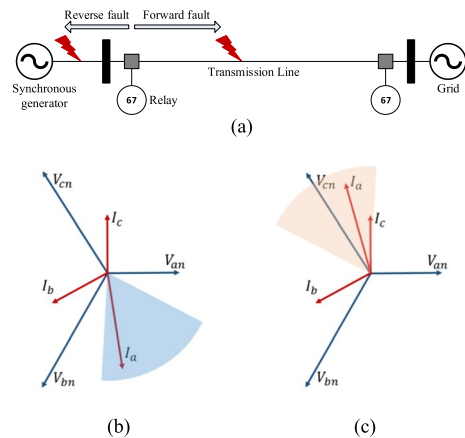 Reverse fault Forward fault
Transmission Line
Synchronous
generator
67 Relay
67
Grid
(a)
Vcn
Ic
Van
Ib
Ia
Vbn
(b)
Vcn
Ia
Ic
Van
Ib
Vbn
(c)